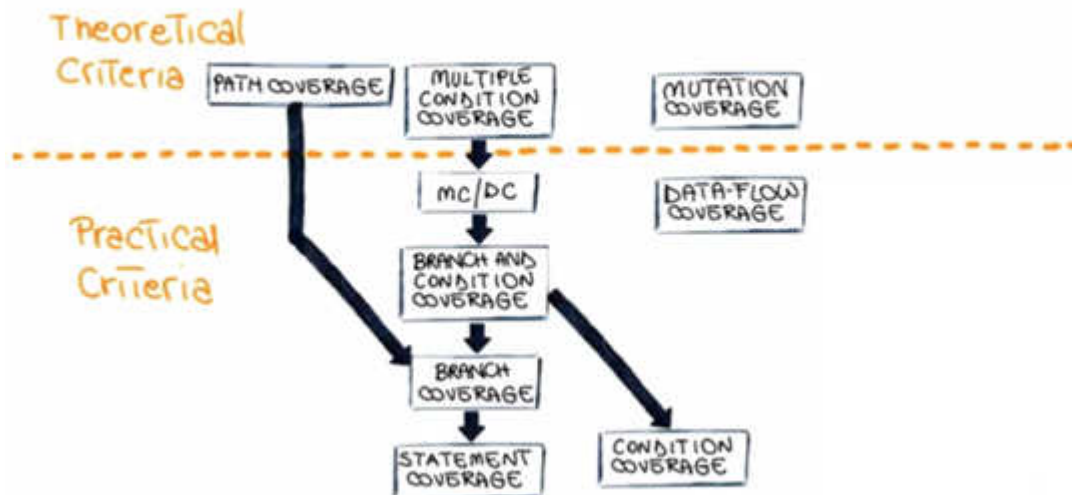 Theoretical
Criteria
PATH COVERAGE
MULTIPLE
CONDITION
COVERAGE
MUTATION
COVERAGE
MC/DC
DATA-FLOW
COVERAGE
Practical
Criteria
BRANCH AND
CONDITION
COVERAGE
BRANCH
COVERAGE
STATEMENT
COVERAGE
CONDITION
COVERAGE